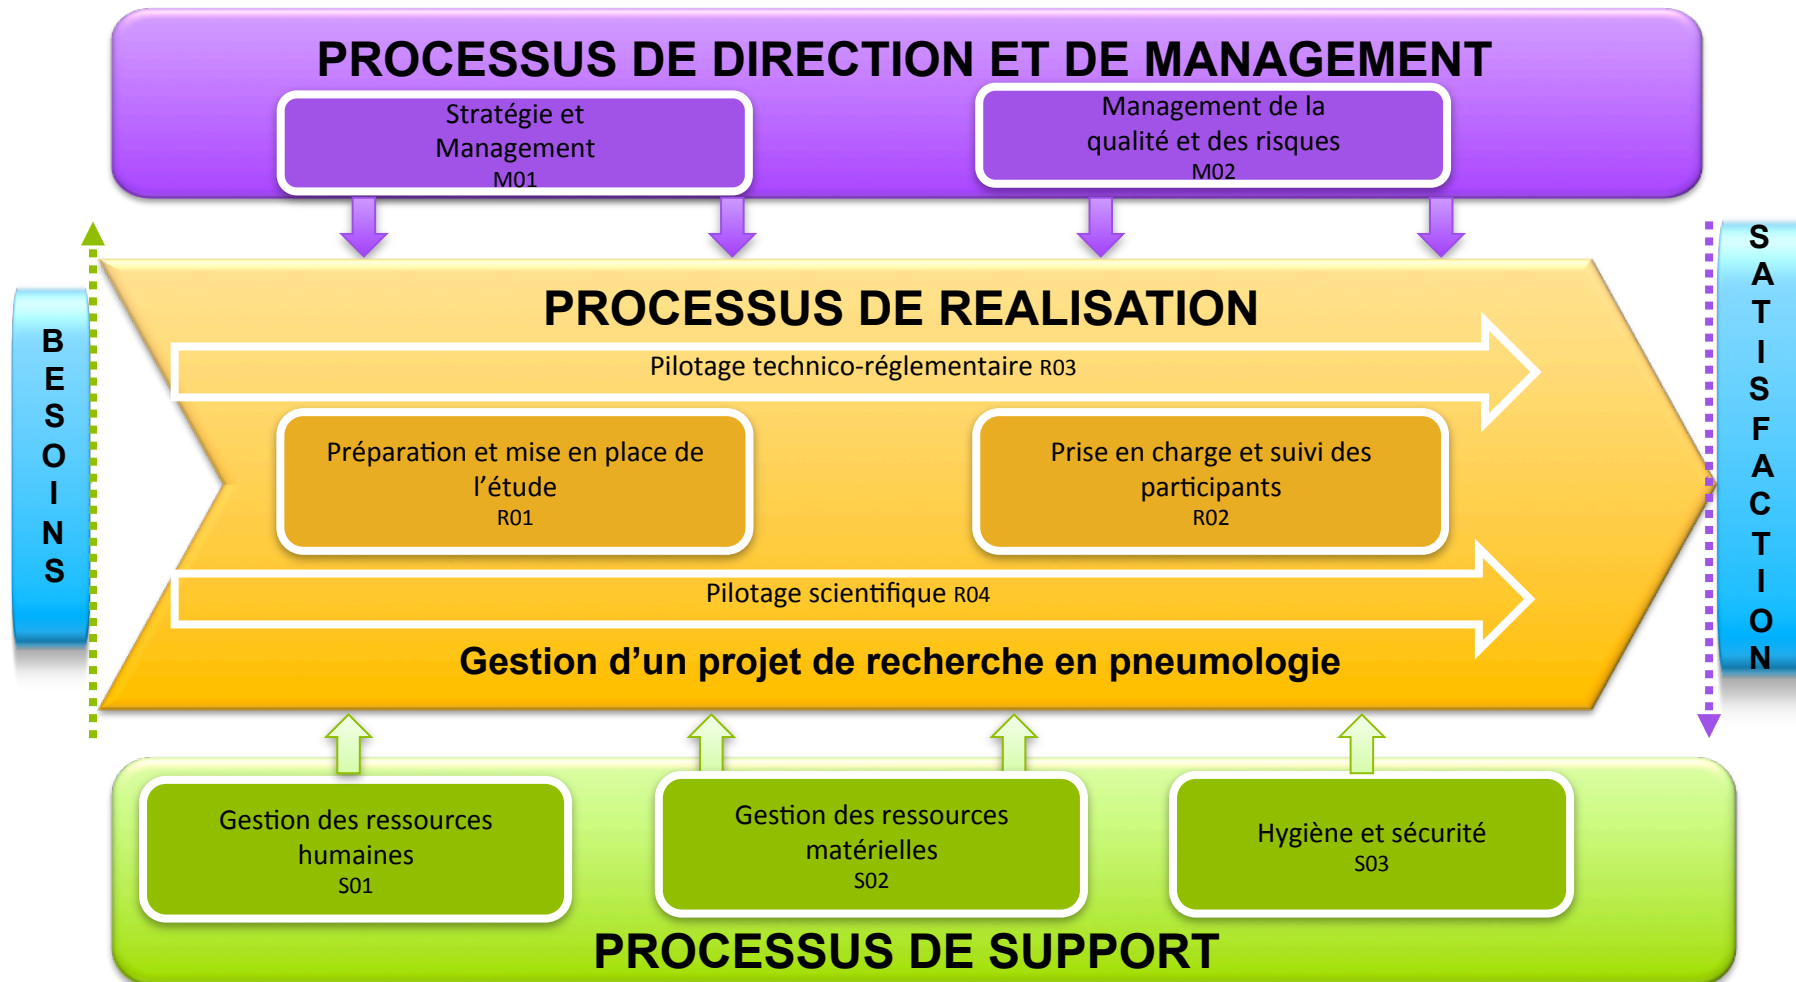 PROCESSUS DE DIRECTION ET DE MANAGEMENT
Stratégie et
Management
M01
Management de la
qualité et des risques
M02
BESOINS
PROCESSUS DE REALISATION
Pilotage technico-réglementaire R03
Préparation et mise en place de
l’étude
R01
Prise en charge et suivi des
participants
R02
Pilotage scientifique R04
Gestion d’un projet de recherche en pneumologie
SATISFACTION
Gestion des ressources
humaines
S01
Gestion des ressources
matérielles
S02
Hygiène et sécurité
S03
PROCESSUS DE SUPPORT